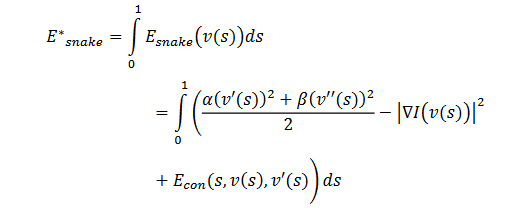 E*snake = ∫₀¹ Esnake(v(s))ds
= ∫₀¹ ( (α(v′(s))² + β(v″(s))²) / 2 − |∇I(v(s))|²
+ Econ(s, v(s), v′(s)) ) ds